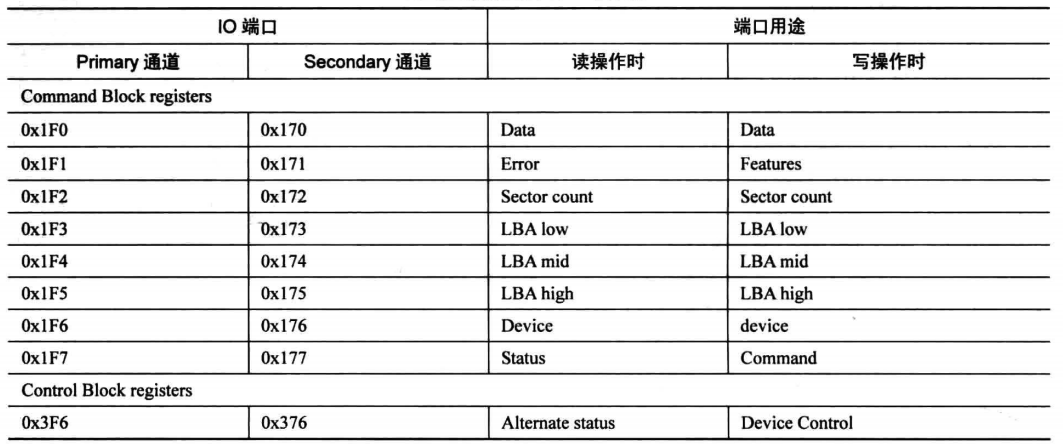 IO 端口 端口用途
Primary 通道 Secondary 通道 读操作时 写操作时
Command Block registers
0x1F0 0x170 Data Data
0x1F1 0x171 Error Features
0x1F2 0x172 Sector count Sector count
0x1F3 0x173 LBA low LBA low
0x1F4 0x174 LBA mid LBA mid
0x1F5 0x175 LBA high LBA high
0x1F6 0x176 Device device
0x1F7 0x177 Status Command
Control Block registers
0x3F6 0x376 Alternate status Device Control